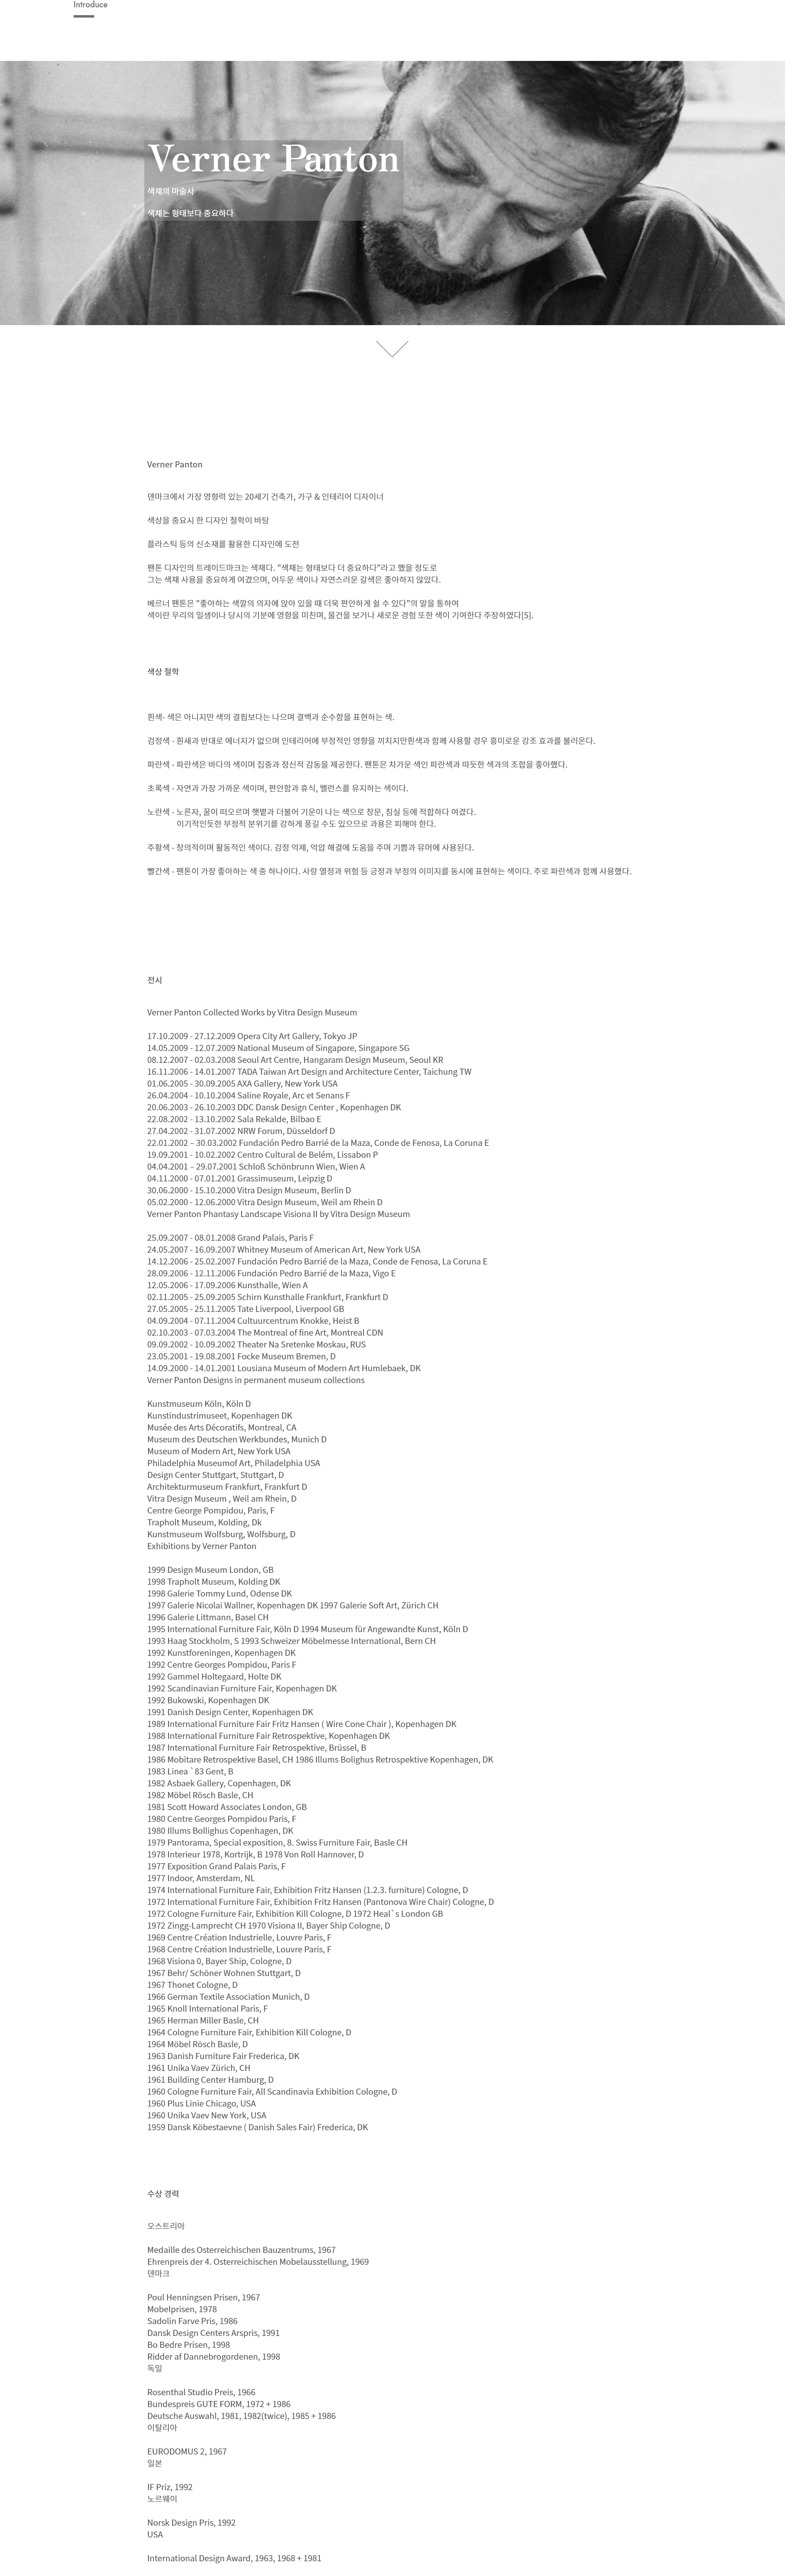 Introduce
Verner Panton
색채의 마술사
색채는 형태보다 중요하다
Verner Panton
덴마크에서 가장 영향력 있는 20세기 건축가, 가구 & 인테리어 디자이너
색상을 중요시 한 디자인 철학이 바탕
플라스틱 등의 신소재를 활용한 디자인에 도전
팬톤 디자인의 트레이드마크는 색채다. "색채는 형태보다 더 중요하다"라고 했을 정도로
그는 색채 사용을 중요하게 여겼으며, 어두운 색이나 자연스러운 갈색은 좋아하지 않았다.
베르너 팬톤은 "좋아하는 색깔의 의자에 앉아 있을 때 더욱 편안하게 쉴 수 있다"의 말을 통하여
색이란 우리의 일생이나 당시의 기분에 영향을 미친며, 물건을 보거나 새로운 경험 또한 색이 기여한다 주장하였다[5].
색상 철학
흰색- 색은 아니지만 색의 결핍보다는 나으며 결백과 순수함을 표현하는 색.
검정색 - 흰새과 반대로 에너지가 없으며 인테리어에 부정적인 영향을 끼치지만흰색과 함께 사용할 경우 흥미로운 강조 효과를 불러온다.
파란색 - 파란색은 바다의 색이며 집중과 정신적 감동을 제공한다. 팬톤은 차가운 색인 파란색과 따듯한 색과의 조합을 좋아했다.
초록색 - 자연과 가장 가까운 색이며, 편안함과 휴식, 밸런스를 유지하는 색이다.
노란색 - 노른자, 꿀이 떠오르며 햇볕과 더불어 기운이 나는 색으로 창문, 침실 등에 적합하다 여겼다.
이기적인듯한 부정적 분위기를 강하게 풍길 수도 있으므로 과용은 피해야 한다.
주황색 - 창의적이며 활동적인 색이다. 감정 억제, 억압 해결에 도음을 주며 기쁨과 유머에 사용된다.
빨간색 - 팬톤이 가장 좋아하는 색 중 하나이다. 사랑 열정과 위험 등 긍정과 부정의 이미지를 동시에 표현하는 색이다. 주로 파란색과 함께 사용했다.
전시
Verner Panton Collected Works by Vitra Design Museum
17.10.2009 - 27.12.2009 Opera City Art Gallery, Tokyo JP
14.05.2009 - 12.07.2009 National Museum of Singapore, Singapore SG
08.12.2007 - 02.03.2008 Seoul Art Centre, Hangaram Design Museum, Seoul KR
16.11.2006 - 14.01.2007 TADA Taiwan Art Design and Architecture Center, Taichung TW
01.06.2005 - 30.09.2005 AXA Gallery, New York USA
26.04.2004 - 10.10.2004 Saline Royale, Arc et Senans F
20.06.2003 - 26.10.2003 DDC Dansk Design Center , Kopenhagen DK
22.08.2002 - 13.10.2002 Sala Rekalde, Bilbao E
27.04.2002 - 31.07.2002 NRW Forum, Düsseldorf D
22.01.2002 – 30.03.2002 Fundación Pedro Barrié de la Maza, Conde de Fenosa, La Coruna E
19.09.2001 - 10.02.2002 Centro Cultural de Belém, Lissabon P
04.04.2001 – 29.07.2001 Schloß Schönbrunn Wien, Wien A
04.11.2000 - 07.01.2001 Grassimuseum, Leipzig D
30.06.2000 - 15.10.2000 Vitra Design Museum, Berlin D
05.02.2000 - 12.06.2000 Vitra Design Museum, Weil am Rhein D
Verner Panton Phantasy Landscape Visiona II by Vitra Design Museum
25.09.2007 - 08.01.2008 Grand Palais, Paris F
24.05.2007 - 16.09.2007 Whitney Museum of American Art, New York USA
14.12.2006 - 25.02.2007 Fundación Pedro Barrié de la Maza, Conde de Fenosa, La Coruna E
28.09.2006 - 12.11.2006 Fundación Pedro Barrié de la Maza, Vigo E
12.05.2006 - 17.09.2006 Kunsthalle, Wien A
02.11.2005 - 25.09.2005 Schirn Kunsthalle Frankfurt, Frankfurt D
27.05.2005 - 25.11.2005 Tate Liverpool, Liverpool GB
04.09.2004 - 07.11.2004 Cultuurcentrum Knokke, Heist B
02.10.2003 - 07.03.2004 The Montreal of fine Art, Montreal CDN
09.09.2002 - 10.09.2002 Theater Na Sretenke Moskau, RUS
23.05.2001 - 19.08.2001 Focke Museum Bremen, D
14.09.2000 - 14.01.2001 Lousiana Museum of Modern Art Humlebaek, DK
Verner Panton Designs in permanent museum collections
Kunstmuseum Köln, Köln D
Kunstindustrimuseet, Kopenhagen DK
Musée des Arts Décoratifs, Montreal, CA
Museum des Deutschen Werkbundes, Munich D
Museum of Modern Art, New York USA
Philadelphia Museumof Art, Philadelphia USA
Design Center Stuttgart, Stuttgart, D
Architekturmuseum Frankfurt, Frankfurt D
Vitra Design Museum , Weil am Rhein, D
Centre George Pompidou, Paris, F
Trapholt Museum, Kolding, Dk
Kunstmuseum Wolfsburg, Wolfsburg, D
Exhibitions by Verner Panton
1999 Design Museum London, GB
1998 Trapholt Museum, Kolding DK
1998 Galerie Tommy Lund, Odense DK
1997 Galerie Nicolai Wallner, Kopenhagen DK 1997 Galerie Soft Art, Zürich CH
1996 Galerie Littmann, Basel CH
1995 International Furniture Fair, Köln D 1994 Museum für Angewandte Kunst, Köln D
1993 Haag Stockholm, S 1993 Schweizer Möbelmesse International, Bern CH
1992 Kunstforeningen, Kopenhagen DK
1992 Centre Georges Pompidou, Paris F
1992 Gammel Holtegaard, Holte DK
1992 Scandinavian Furniture Fair, Kopenhagen DK
1992 Bukowski, Kopenhagen DK
1991 Danish Design Center, Kopenhagen DK
1989 International Furniture Fair Fritz Hansen ( Wire Cone Chair ), Kopenhagen DK
1988 International Furniture Fair Retrospektive, Kopenhagen DK
1987 International Furniture Fair Retrospektive, Brüssel, B
1986 Mobitare Retrospektive Basel, CH 1986 Illums Bolighus Retrospektive Kopenhagen, DK
1983 Linea `83 Gent, B
1982 Asbaek Gallery, Copenhagen, DK
1982 Möbel Rösch Basle, CH
1981 Scott Howard Associates London, GB
1980 Centre Georges Pompidou Paris, F
1980 Illums Bollighus Copenhagen, DK
1979 Pantorama, Special exposition, 8. Swiss Furniture Fair, Basle CH
1978 Interieur 1978, Kortrijk, B 1978 Von Roll Hannover, D
1977 Exposition Grand Palais Paris, F
1977 Indoor, Amsterdam, NL
1974 International Furniture Fair, Exhibition Fritz Hansen (1.2.3. furniture) Cologne, D
1972 International Furniture Fair, Exhibition Fritz Hansen (Pantonova Wire Chair) Cologne, D
1972 Cologne Furniture Fair, Exhibition Kill Cologne, D 1972 Heal`s London GB
1972 Zingg-Lamprecht CH 1970 Visiona II, Bayer Ship Cologne, D
1969 Centre Création Industrielle, Louvre Paris, F
1968 Centre Création Industrielle, Louvre Paris, F
1968 Visiona 0, Bayer Ship, Cologne, D
1967 Behr/ Schöner Wohnen Stuttgart, D
1967 Thonet Cologne, D
1966 German Textile Association Munich, D
1965 Knoll International Paris, F
1965 Herman Miller Basle, CH
1964 Cologne Furniture Fair, Exhibition Kill Cologne, D
1964 Möbel Rösch Basle, D
1963 Danish Furniture Fair Frederica, DK
1961 Unika Vaev Zürich, CH
1961 Building Center Hamburg, D
1960 Cologne Furniture Fair, All Scandinavia Exhibition Cologne, D
1960 Plus Linie Chicago, USA
1960 Unika Vaev New York, USA
1959 Dansk Köbestaevne ( Danish Sales Fair) Frederica, DK
수상 경력
오스트리아
Medaille des Osterreichischen Bauzentrums, 1967
Ehrenpreis der 4. Osterreichischen Mobelausstellung, 1969
덴마크
Poul Henningsen Prisen, 1967
Mobelprisen, 1978
Sadolin Farve Pris, 1986
Dansk Design Centers Arspris, 1991
Bo Bedre Prisen, 1998
Ridder af Dannebrogordenen, 1998
독일
Rosenthal Studio Preis, 1966
Bundespreis GUTE FORM, 1972 + 1986
Deutsche Auswahl, 1981, 1982(twice), 1985 + 1986
이탈리아
EURODOMUS 2, 1967
일본
IF Priz, 1992
노르웨이
Norsk Design Pris, 1992
USA
International Design Award, 1963, 1968 + 1981